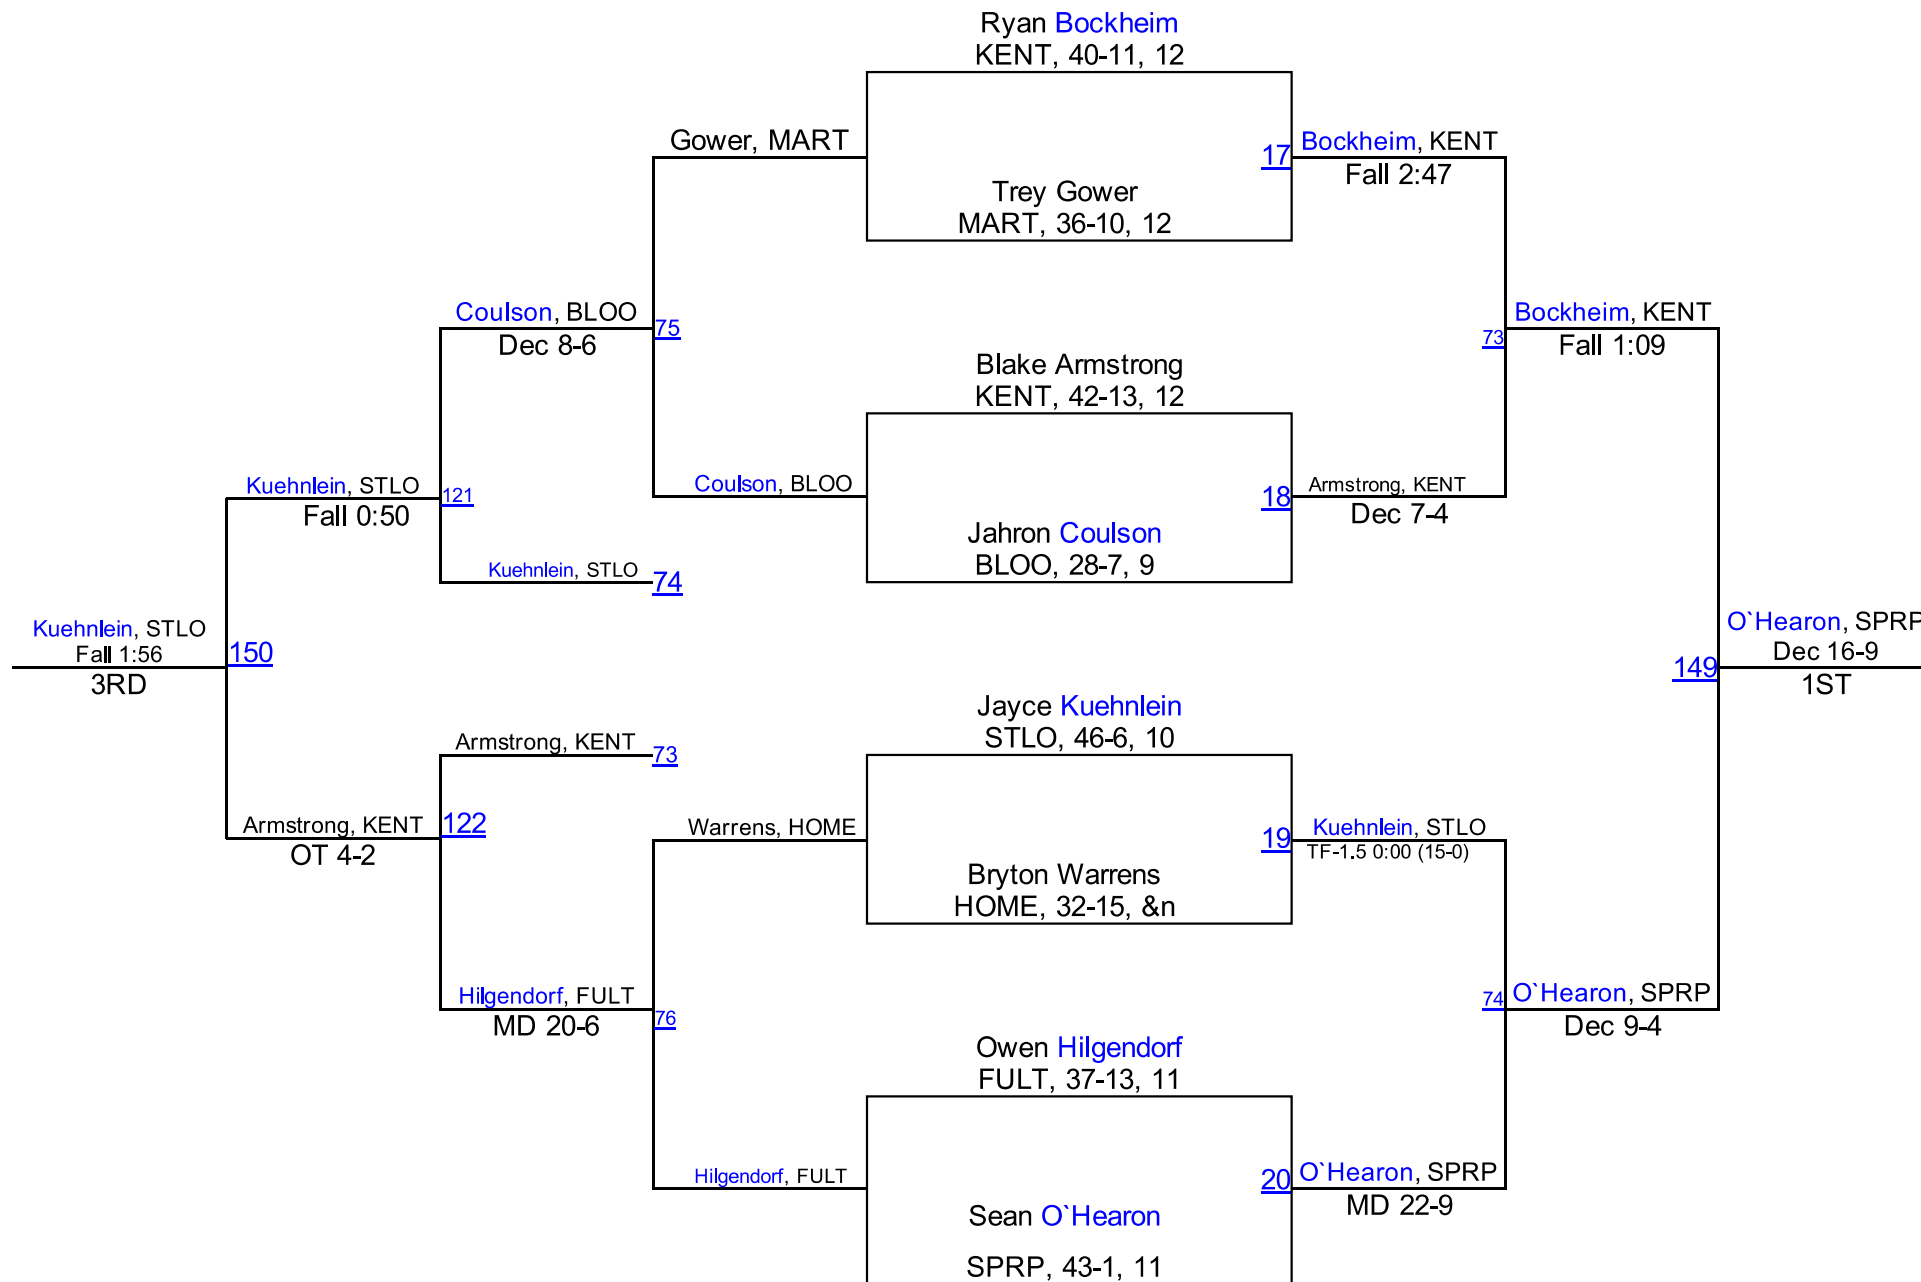 Ryan Bockheim
KENT, 40-11, 12
Gower, MART
17
Bockheim, KENT
Fall 2:47
Trey Gower
MART, 36-10, 12
Coulson, BLOO
Dec 8-6
75
73
Bockheim, KENT
Fall 1:09
Blake Armstrong
KENT, 42-13, 12
Kuehnlein, STLO
Fall 0:50
121
Coulson, BLOO
18
Armstrong, KENT
Dec 7-4
Jahron Coulson
BLOO, 28-7, 9
Kuehnlein, STLO
74
Kuehnlein, STLO
Fall 1:56
3RD
150
149
O`Hearon, SPRP
Dec 16-9
1ST
Jayce Kuehnlein
STLO, 46-6, 10
Armstrong, KENT
73
Armstrong, KENT
OT 4-2
122
Warrens, HOME
19
Kuehnlein, STLO
TF-1.5 0:00 (15-0)
Bryton Warrens
HOME, 32-15, &n
Hilgendorf, FULT
MD 20-6
76
74
O`Hearon, SPRP
Dec 9-4
Owen Hilgendorf
FULT, 37-13, 11
Hilgendorf, FULT
20
O`Hearon, SPRP
MD 22-9
Sean O`Hearon
SPRP, 43-1, 11